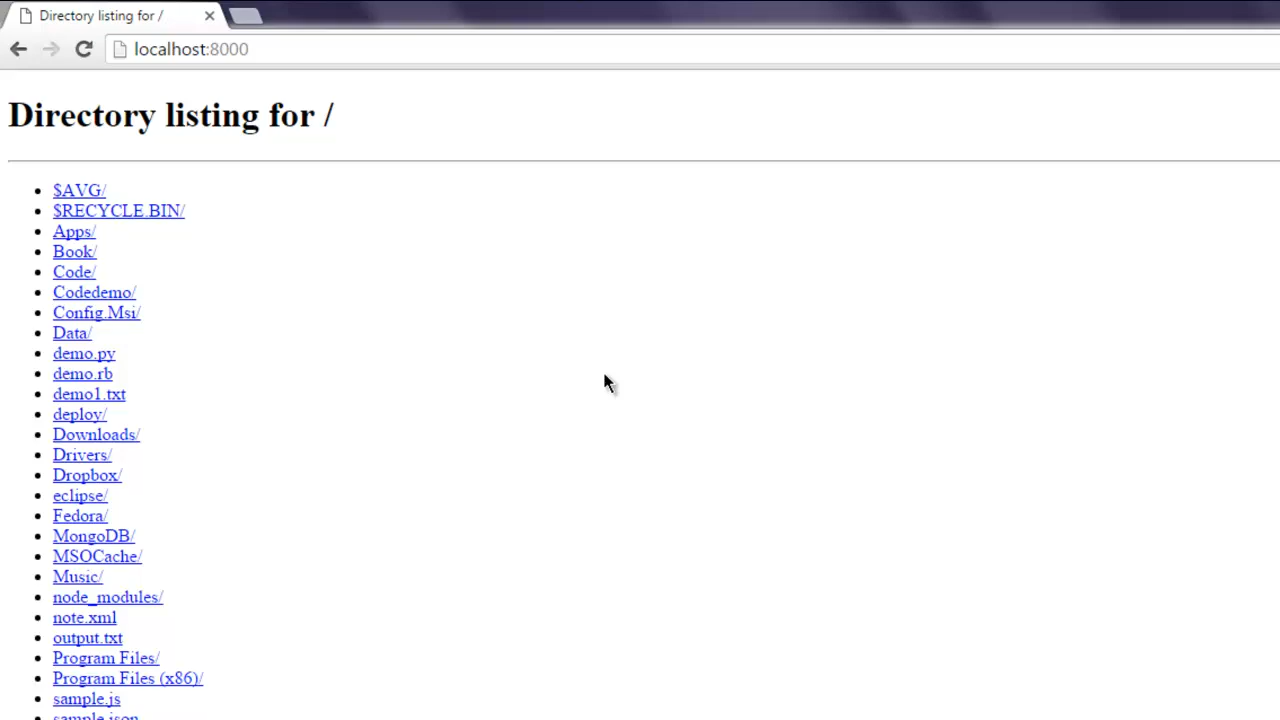 Directory listing for /
localhost:8000
Directory listing for /
$AVG/
$RECYCLE.BIN/
Apps/
Book/
Code/
Codedemo/
Config.Msi/
Data/
demo.py
demo.rb
demo1.txt
deploy/
Downloads/
Drivers/
Dropbox/
eclipse/
Fedora/
MongoDB/
MSOCache/
Music/
node_modules/
note.xml
output.txt
Program Files/
Program Files (x86)/
sample.js
sample.json